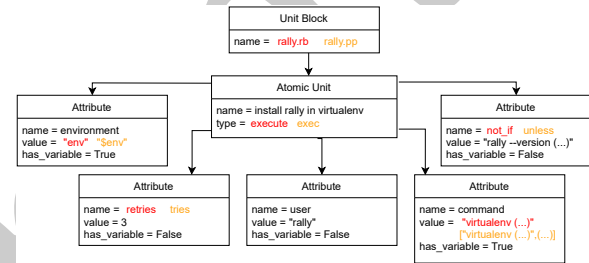 Unit Block
name = rally.rb rally.pp
Atomic Unit
name = install rally in virtualenv
type = execute exec
Attribute
name = environment
value = "env" "$env"
has_variable = True
Attribute
name = not_if unless
value = "rally --version (...)"
has_variable = False
Attribute
name = retries tries
value = 3
has_variable = False
Attribute
name = user
value = "rally"
has_variable = False
Attribute
name = command
value = "virtualenv (...)"
["virtualenv (...)",(...)]
has_variable = True